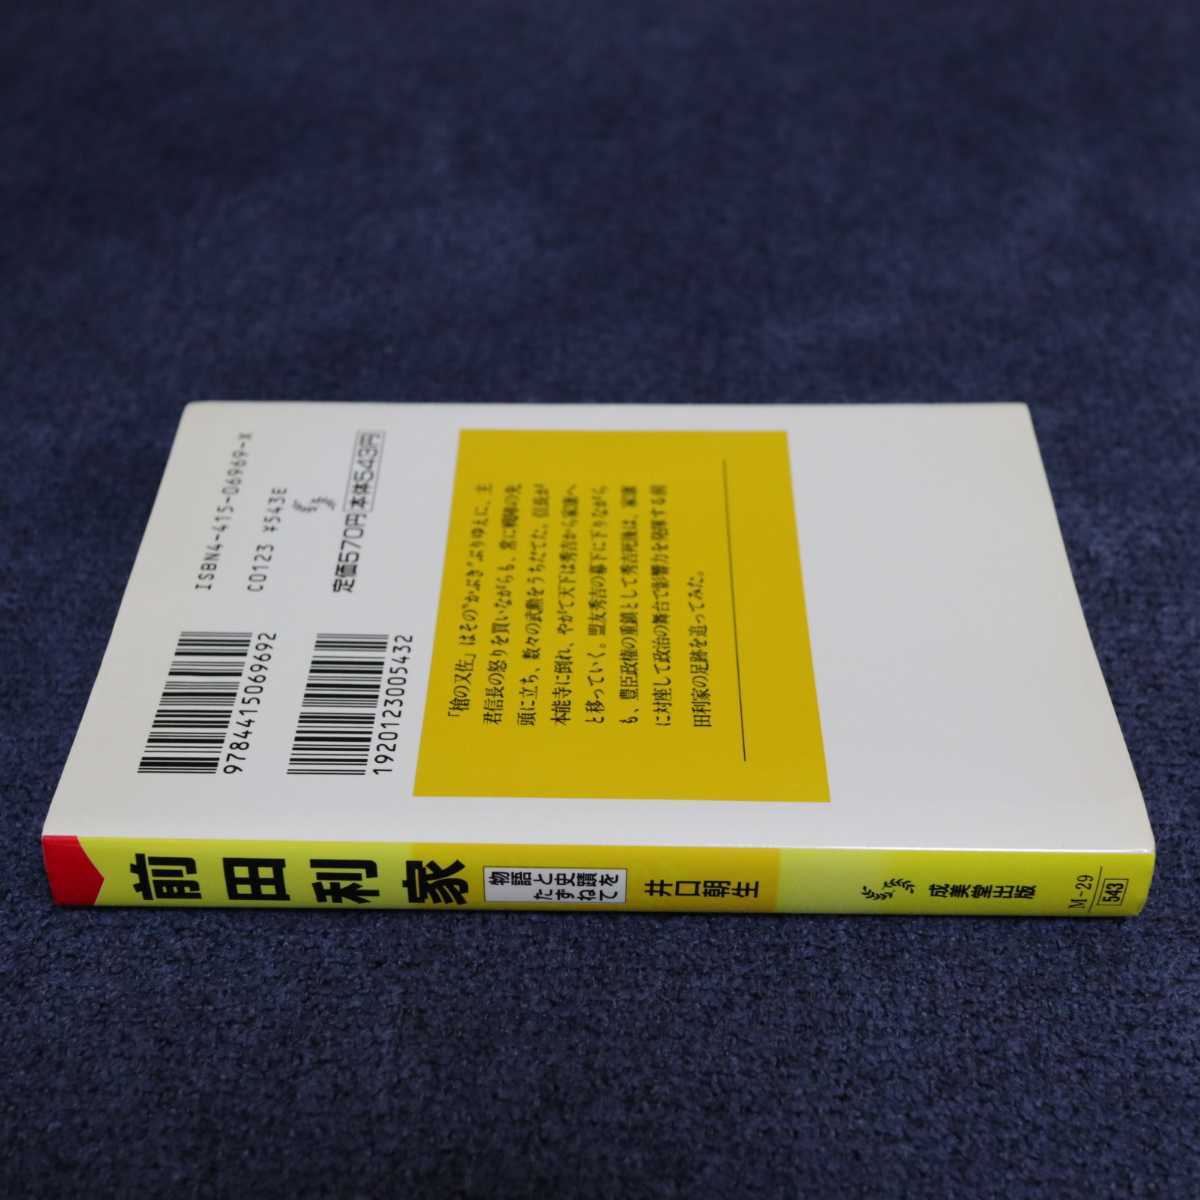 ISBN4-415-06969-X
C0123 ¥543E
定価570円 本体543円
9784415069692
1920123005432
「槍の又佐」はその“かぶき”ぶりゆえに、主
君信長の怒りを買いながらも、常に戦陣の先
頭に立ち、数々の武勲をうちたてた。信長が
本能寺に倒れ、やがて天下は秀吉から家康へ
と移っていく。盟友秀吉の幕下に下りながら
も、豊臣政権の重鎮として秀吉死後は、家康
に対座して政治の舞台で影響力を発揮する前
田利家の足跡を追ってみた。
前田利家
物語と史蹟を
たずねて
井口朝生
成美堂出版
M-29
543